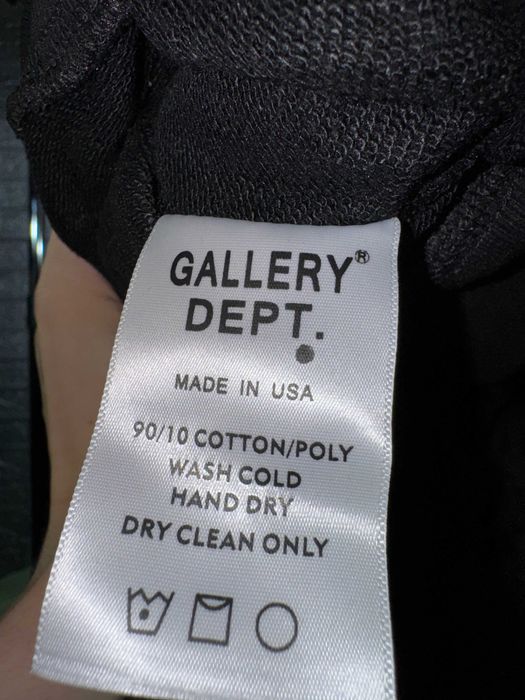 GALLERY®
DEPT.
MADE IN USA
90/10 COTTON/POLY
WASH COLD
HAND DRY
DRY CLEAN ONLY